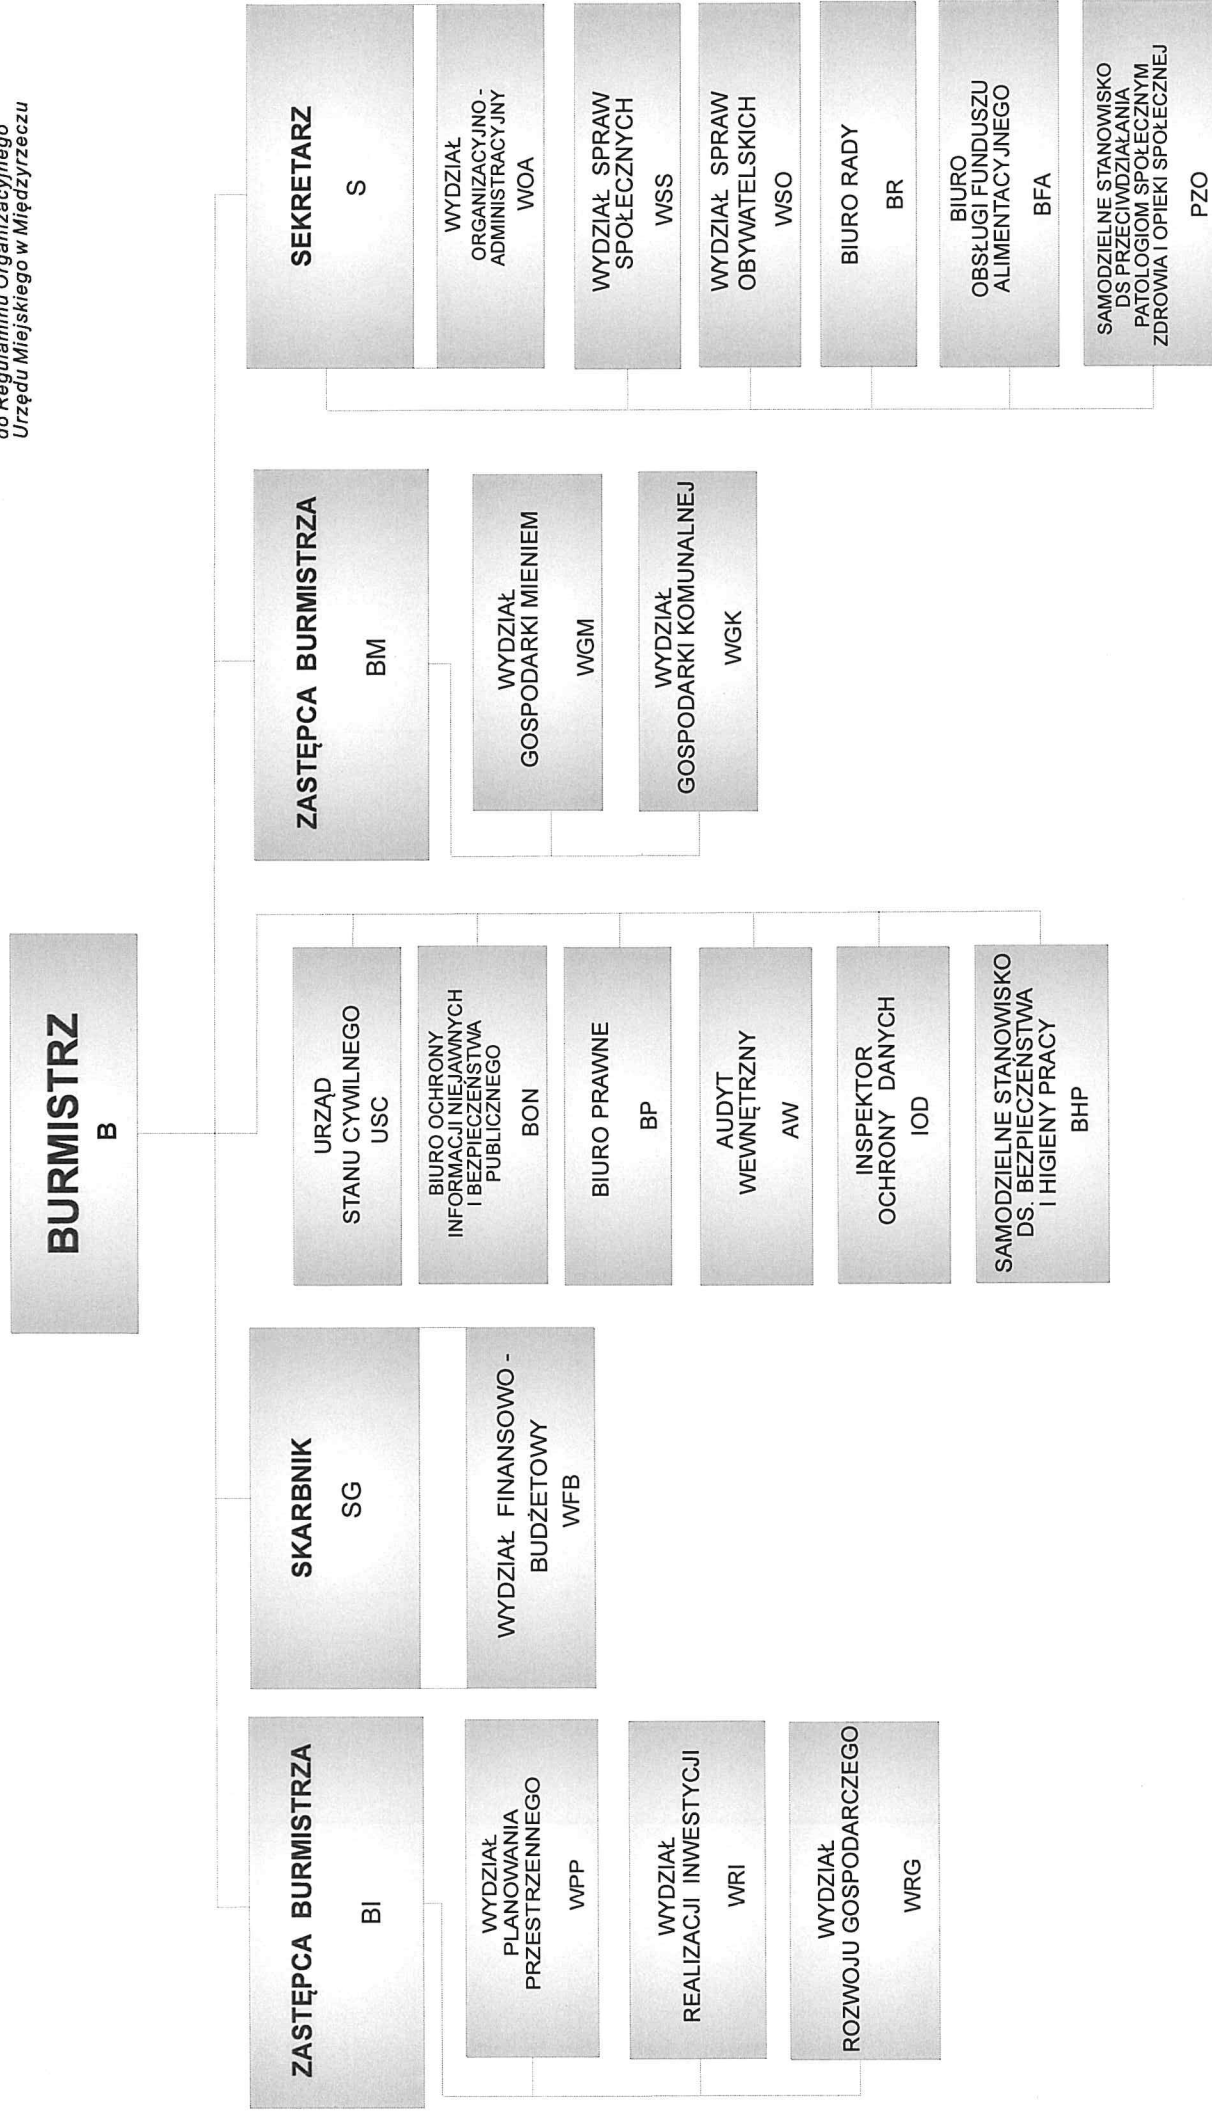 do Regulaminu Organizacyjnego
Urzędu Miejskiego w Międzyrzeczu
BURMISTRZ
B
ZASTĘPCA BURMISTRZA
BI
WYDZIAŁ
PLANOWANIA
PRZESTRZENNEGO
WPP
WYDZIAŁ
REALIZACJI INWESTYCJI
WRI
WYDZIAŁ
ROZWOJU GOSPODARCZEGO
WRG
SKARBNIK
SG
WYDZIAŁ FINANSOWO -
BUDŻETOWY
WFB
URZĄD
STANU CYWILNEGO
USC
BIURO OCHRONY
INFORMACJI NIEJAWNYCH
I BEZPIECZEŃSTWA
PUBLICZNEGO
BON
BIURO PRAWNE
BP
AUDYT
WEWNĘTRZNY
AW
INSPEKTOR
OCHRONY DANYCH
IOD
SAMODZIELNE STANOWISKO
DS. BEZPIECZEŃSTWA
I HIGIENY PRACY
BHP
ZASTĘPCA BURMISTRZA
BM
WYDZIAŁ
GOSPODARKI MIENIEM
WGM
WYDZIAŁ
GOSPODARKI KOMUNALNEJ
WGK
SEKRETARZ
S
WYDZIAŁ
ORGANIZACYJNO -
ADMINISTRACYJNY
WOA
WYDZIAŁ SPRAW
SPOŁECZNYCH
WSS
WYDZIAŁ SPRAW
OBYWATELSKICH
WSO
BIURO RADY
BR
BIURO
OBSŁUGI FUNDUSZU
ALIMENTACYJNEGO
BFA
SAMODZIELNE STANOWISKO
DS PRZECIWDZIAŁANIA
PATOLOGIOM SPOŁECZNYM
ZDROWIA I OPIEKI SPOŁECZNEJ
PZO